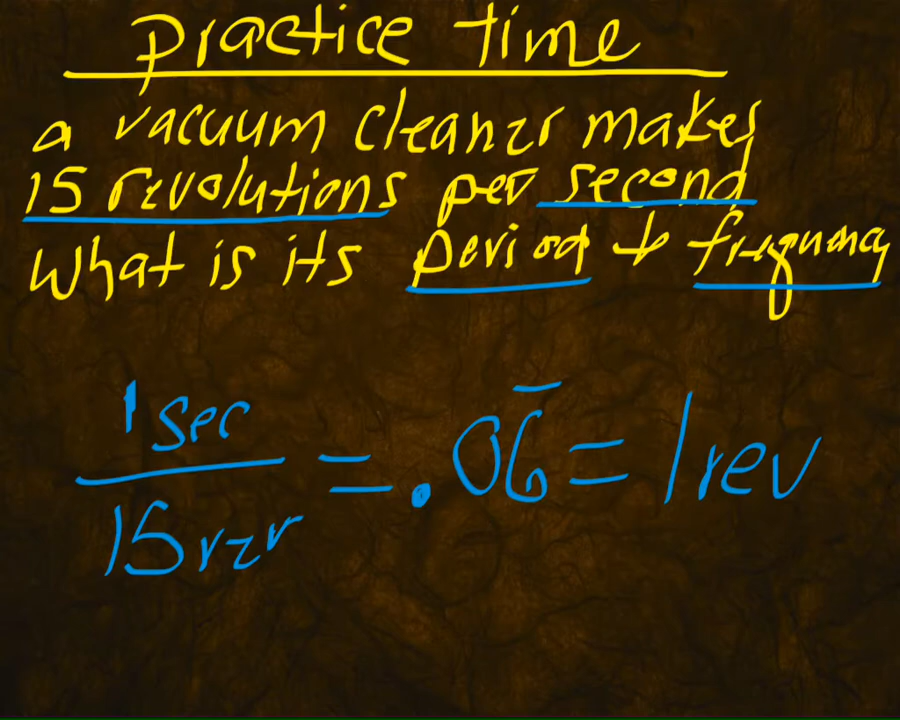 practice time
a vacuum cleaner makes
15 revolutions per second
What is its period & frequency
1 sec
15 rev
= .06̅ = 1 rev